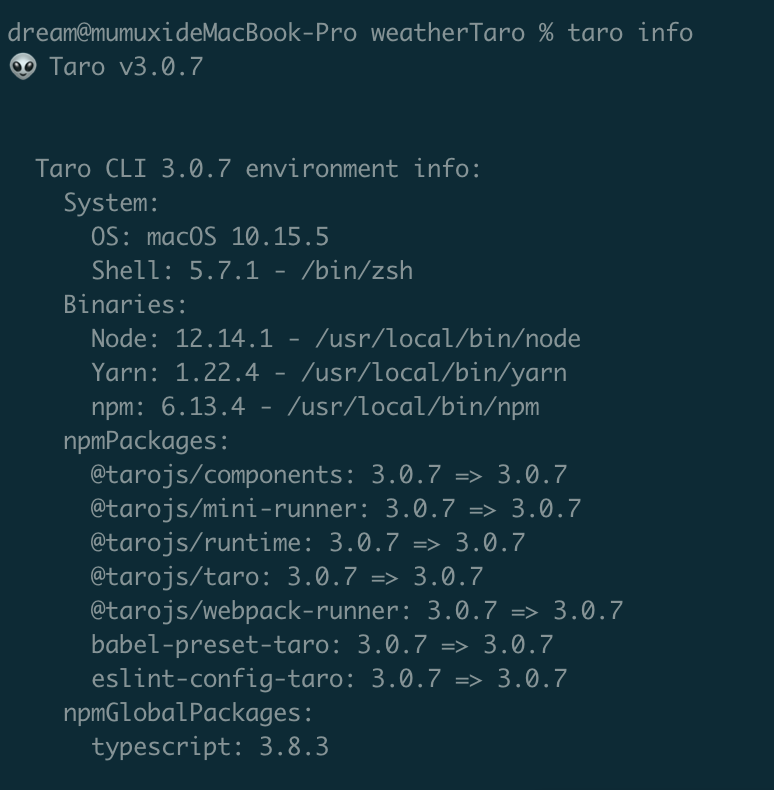 dream@mumuxideMacBook-Pro weatherTaro % taro info
👽 Taro v3.0.7
Taro CLI 3.0.7 environment info:
System:
OS: macOS 10.15.5
Shell: 5.7.1 - /bin/zsh
Binaries:
Node: 12.14.1 - /usr/local/bin/node
Yarn: 1.22.4 - /usr/local/bin/yarn
npm: 6.13.4 - /usr/local/bin/npm
npmPackages:
@tarojs/components: 3.0.7 => 3.0.7
@tarojs/mini-runner: 3.0.7 => 3.0.7
@tarojs/runtime: 3.0.7 => 3.0.7
@tarojs/taro: 3.0.7 => 3.0.7
@tarojs/webpack-runner: 3.0.7 => 3.0.7
babel-preset-taro: 3.0.7 => 3.0.7
eslint-config-taro: 3.0.7 => 3.0.7
npmGlobalPackages:
typescript: 3.8.3